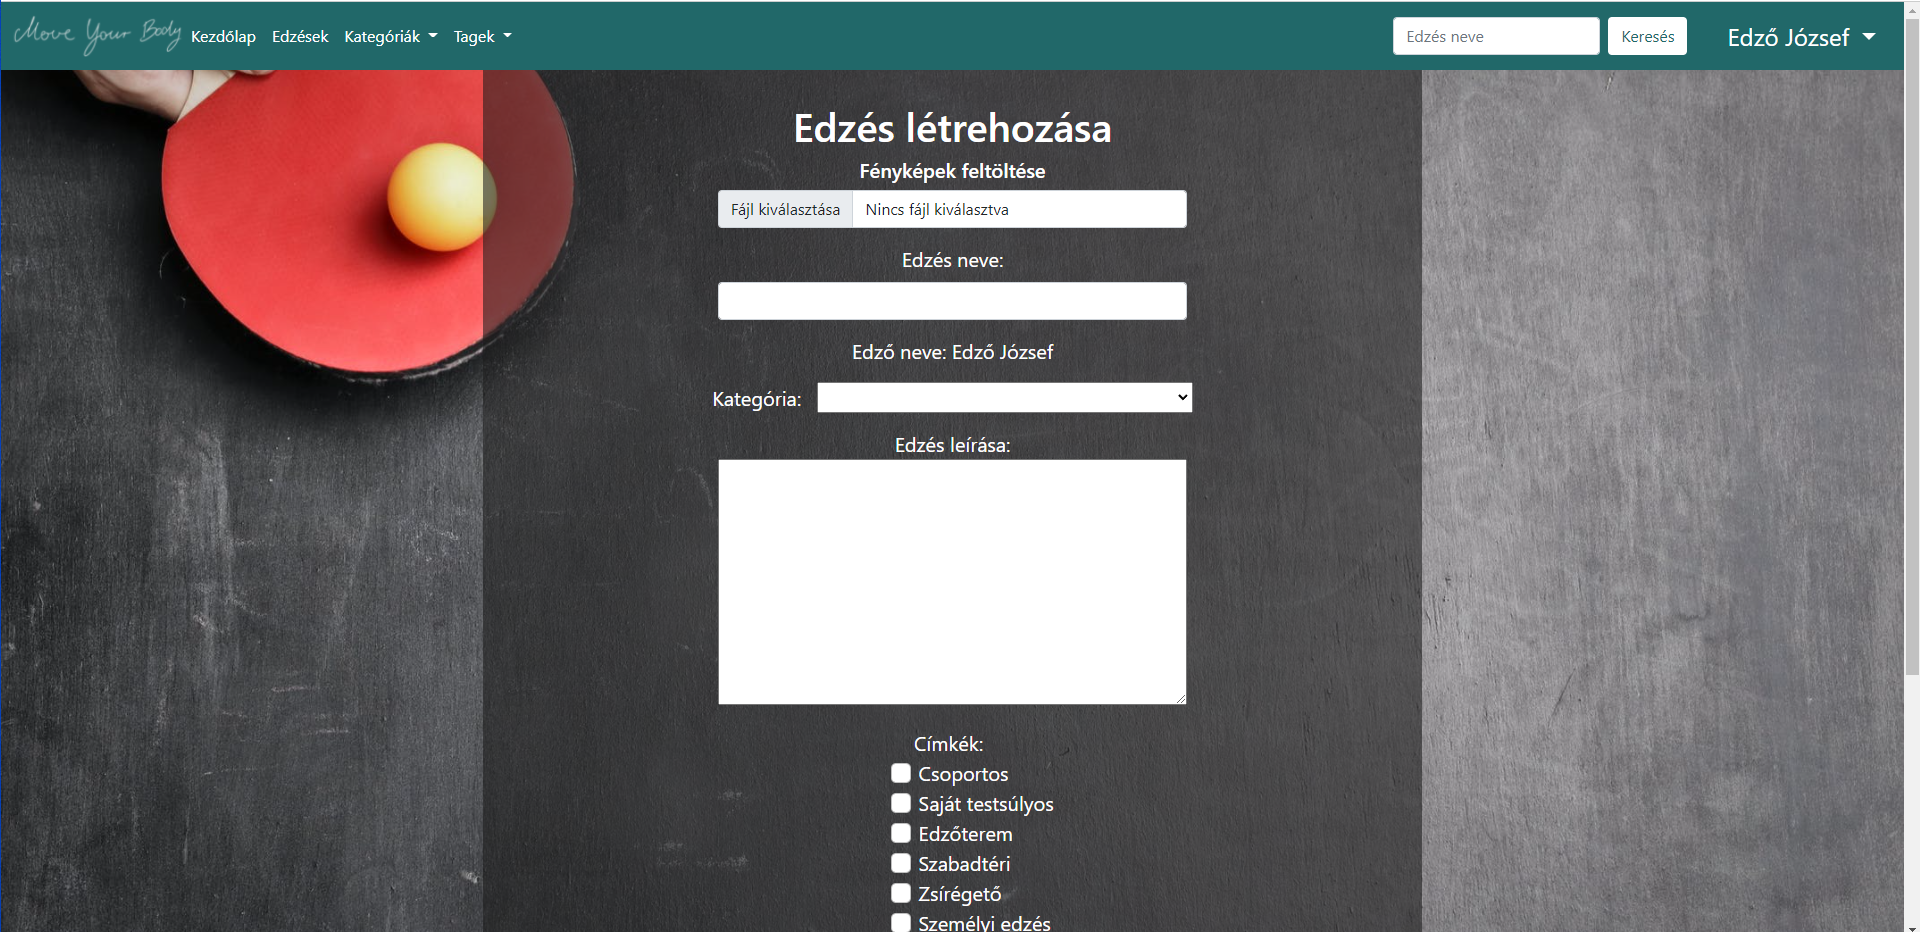 Move Your Body Kezdőlap Edzések Kategóriák Tagek Edzés neve Keresés Edző József
Edzés létrehozása
Fényképek feltöltése
Fájl kiválasztása Nincs fájl kiválasztva
Edzés neve:
Edző neve: Edző József
Kategória:
Edzés leírása:
Címkék:
Csoportos
Saját testsúlyos
Edzőterem
Szabadtéri
Zsírégető
Személyi edzés